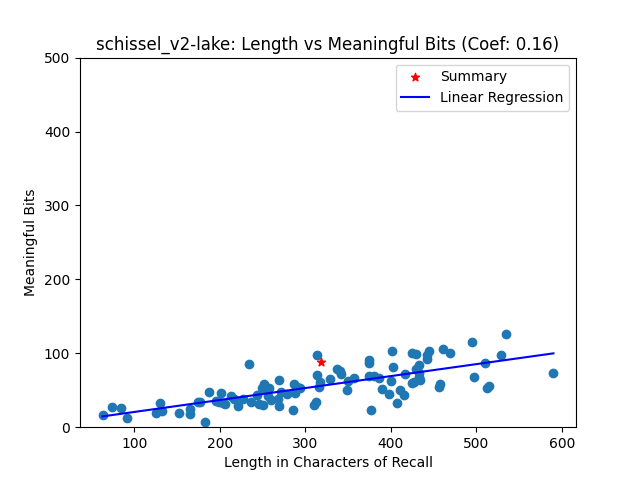 schissel_v2-lake: Length vs Meaningful Bits (Coef: 0.16)
Summary
Linear Regression
500
400
300
200
100
0
Meaningful Bits
100 200 300 400 500 600
Length in Characters of Recall